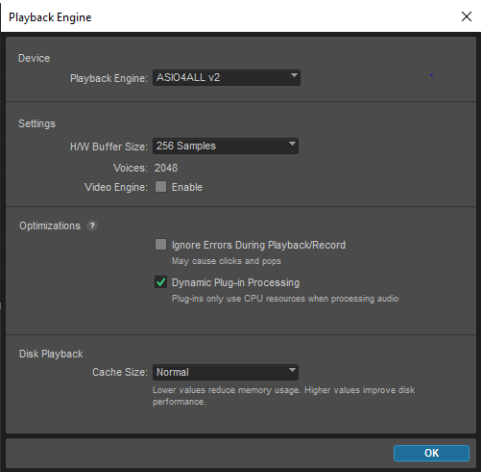 Playback Engine
Device
Playback Engine: ASIO4ALL v2
Settings
H/W Buffer Size: 256 Samples
Voices: 2048
Video Engine: Enable
Optimizations ?
Ignore Errors During Playback/Record
May cause clicks and pops
Dynamic Plug-in Processing
Plug-ins only use CPU resources when processing audio
Disk Playback
Cache Size: Normal
Lower values reduce memory usage. Higher values improve disk
performance.
OK